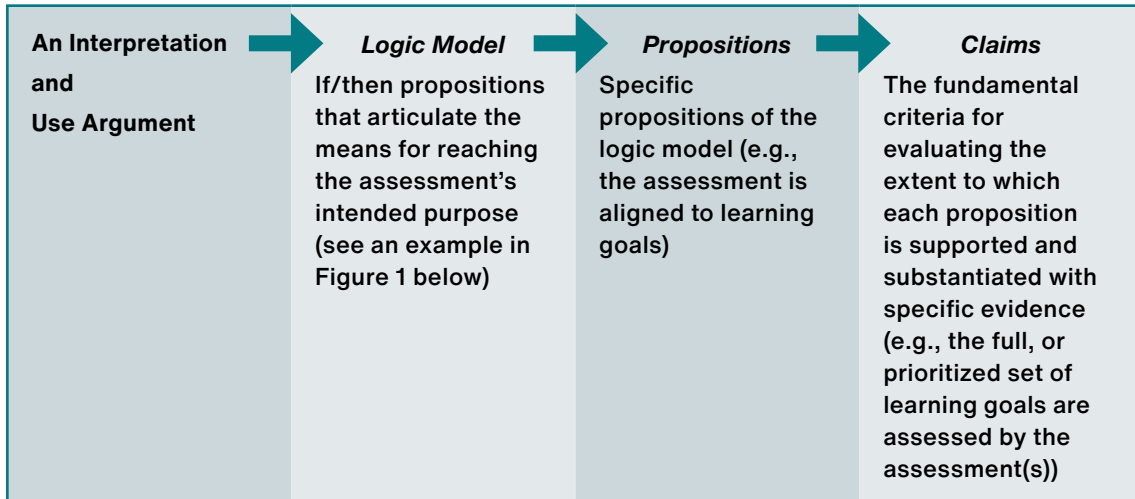 An Interpretation
and
Use Argument
Logic Model
If/then propositions
that articulate the
means for reaching
the assessment’s
intended purpose
(see an example in
Figure 1 below)
Propositions
Specific
propositions of the
logic model (e.g.,
the assessment is
aligned to learning
goals)
Claims
The fundamental
criteria for
evaluating the
extent to which
each proposition
is supported and
substantiated with
specific evidence
(e.g., the full, or
prioritized set of
learning goals are
assessed by the
assessment(s))